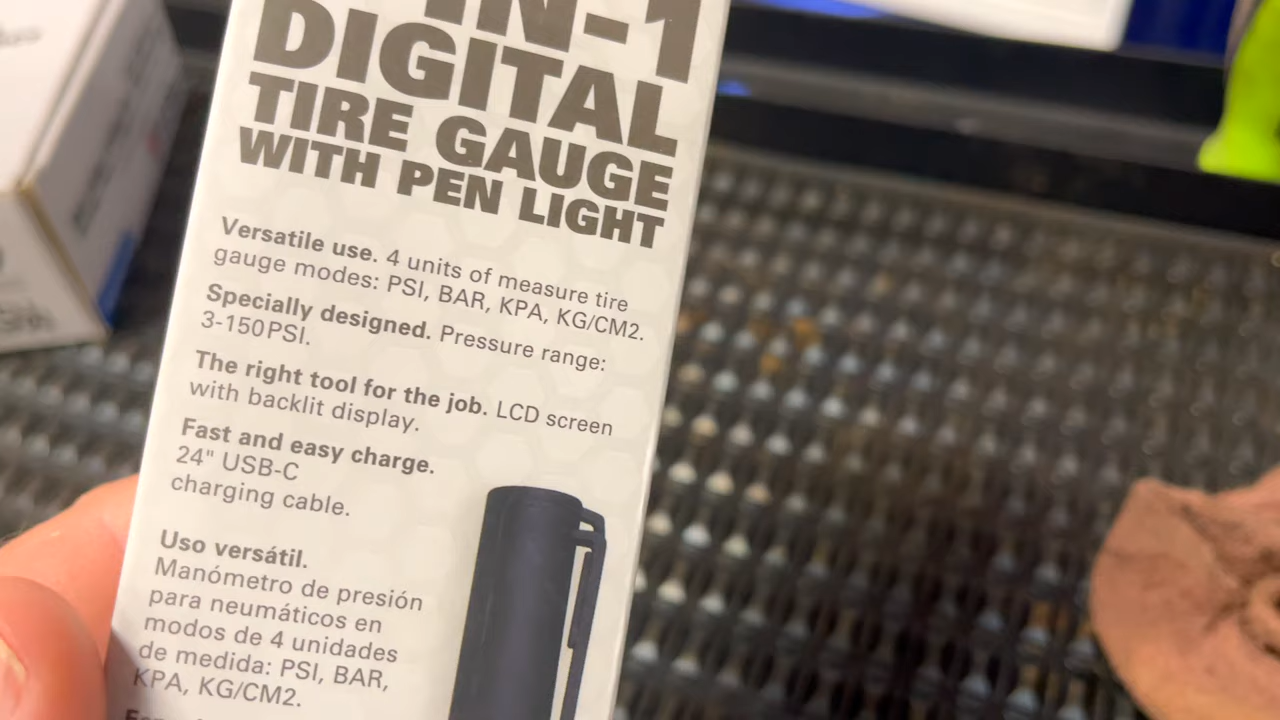 IN-1
DIGITAL
TIRE GAUGE
WITH PEN LIGHT
Versatile use. 4 units of measure tire
gauge modes: PSI, BAR, KPA, KG/CM2.
Specially designed. Pressure range:
3-150PSI.
The right tool for the job. LCD screen
with backlit display.
Fast and easy charge.
24" USB-C
charging cable.
Uso versátil.
Manómetro de presión
para neumáticos en
modos de 4 unidades
de medida: PSI, BAR,
KPA, KG/CM2.